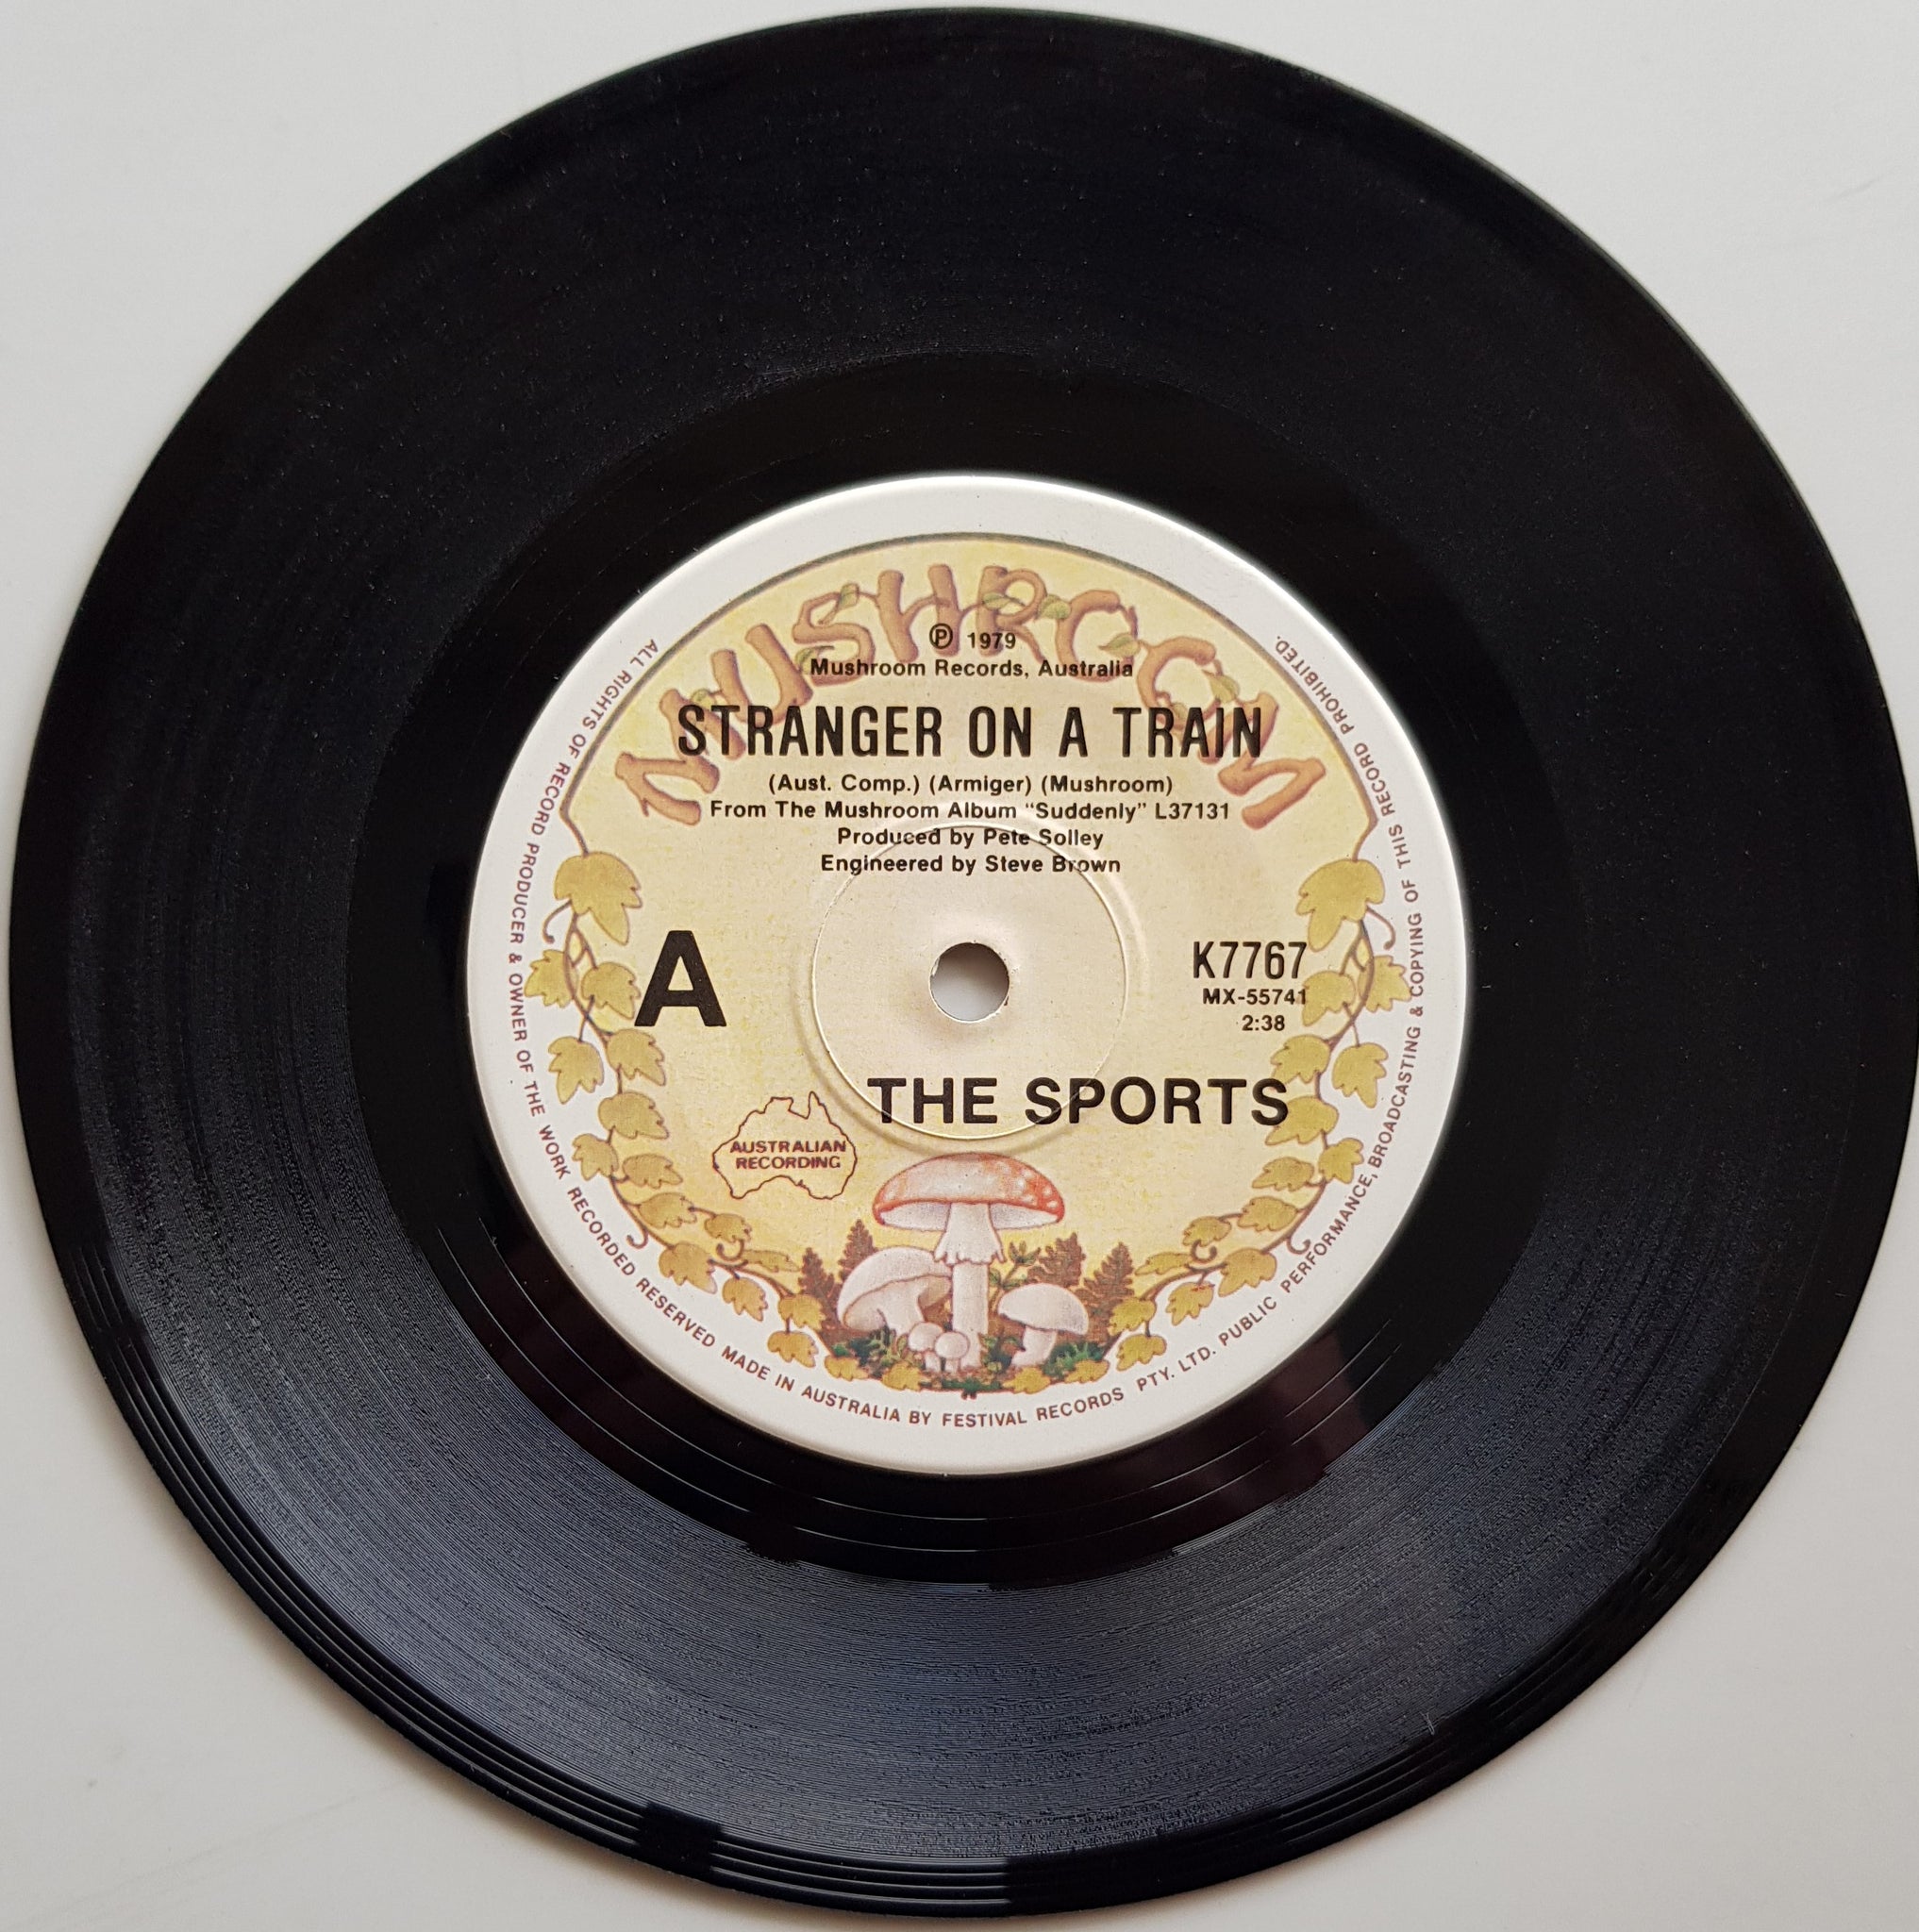 MUSHROOM
Ⓟ 1979
Mushroom Records, Australia
STRANGER ON A TRAIN
(Aust. Comp.) (Armiger) (Mushroom)
From The Mushroom Album “Suddenly” L37131
Produced by Pete Solley
Engineered by Steve Brown
A
K7767
MX-55741
2:38
THE SPORTS
AUSTRALIAN
RECORDING
ALL RIGHTS OF RECORD PRODUCER & OWNER OF THE WORK RECORDED RESERVED MADE IN AUSTRALIA BY FESTIVAL RECORDS PTY. LTD. PUBLIC PERFORMANCE, BROADCASTING & COPYING OF THIS RECORD PROHIBITED.